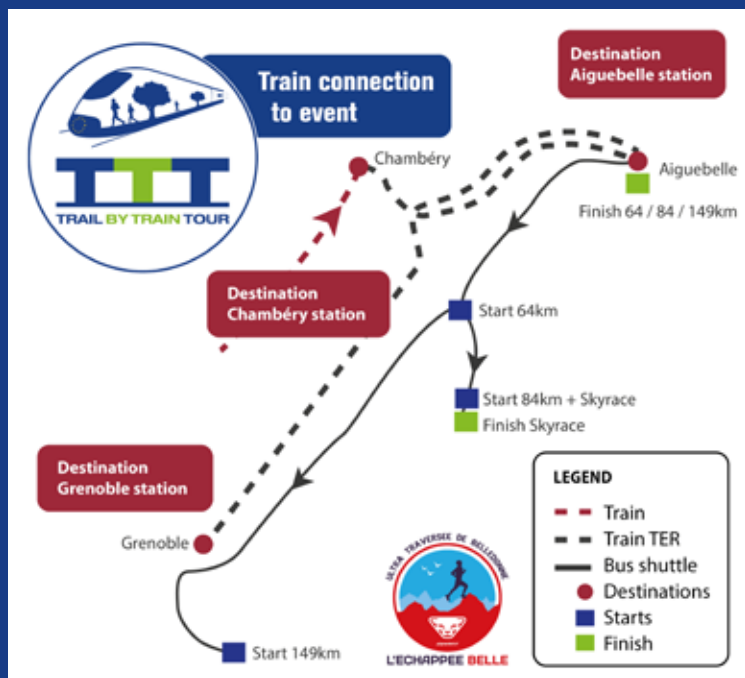 Train connection
to event
TRAIL BY TRAIN TOUR
Destination
Aiguebelle station
Chambéry
Aiguebelle
Finish 64 / 84 / 149km
Destination
Chambéry station
Start 64km
Start 84km + Skyrace
Finish Skyrace
Destination
Grenoble station
Grenoble
Start 149km
ULTRA TRAVERSÉE DE BELLEDONNE
L'ECHAPPÉE BELLE
LEGEND
Train
Train TER
Bus shuttle
Destinations
Starts
Finish